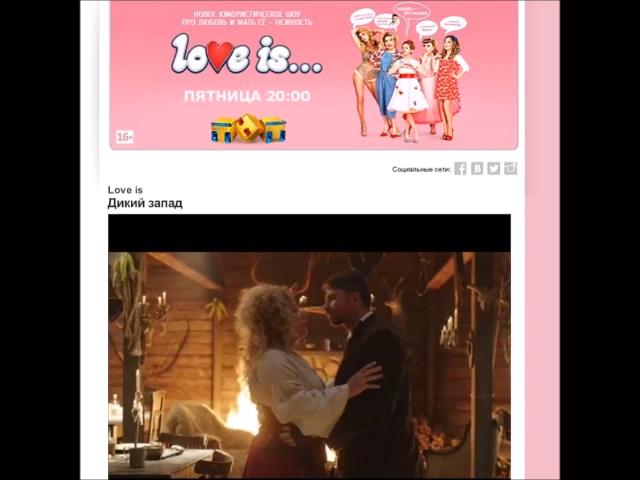 НОВОЕ ЮМОРИСТИЧЕСКОЕ ШОУ
ПРО ЛЮБОВЬ И МАТЬ ЕЁ – НЕЖНОСТЬ
love is...
ПЯТНИЦА 20:00
16+
Социальные сети:
Love is
Дикий запад